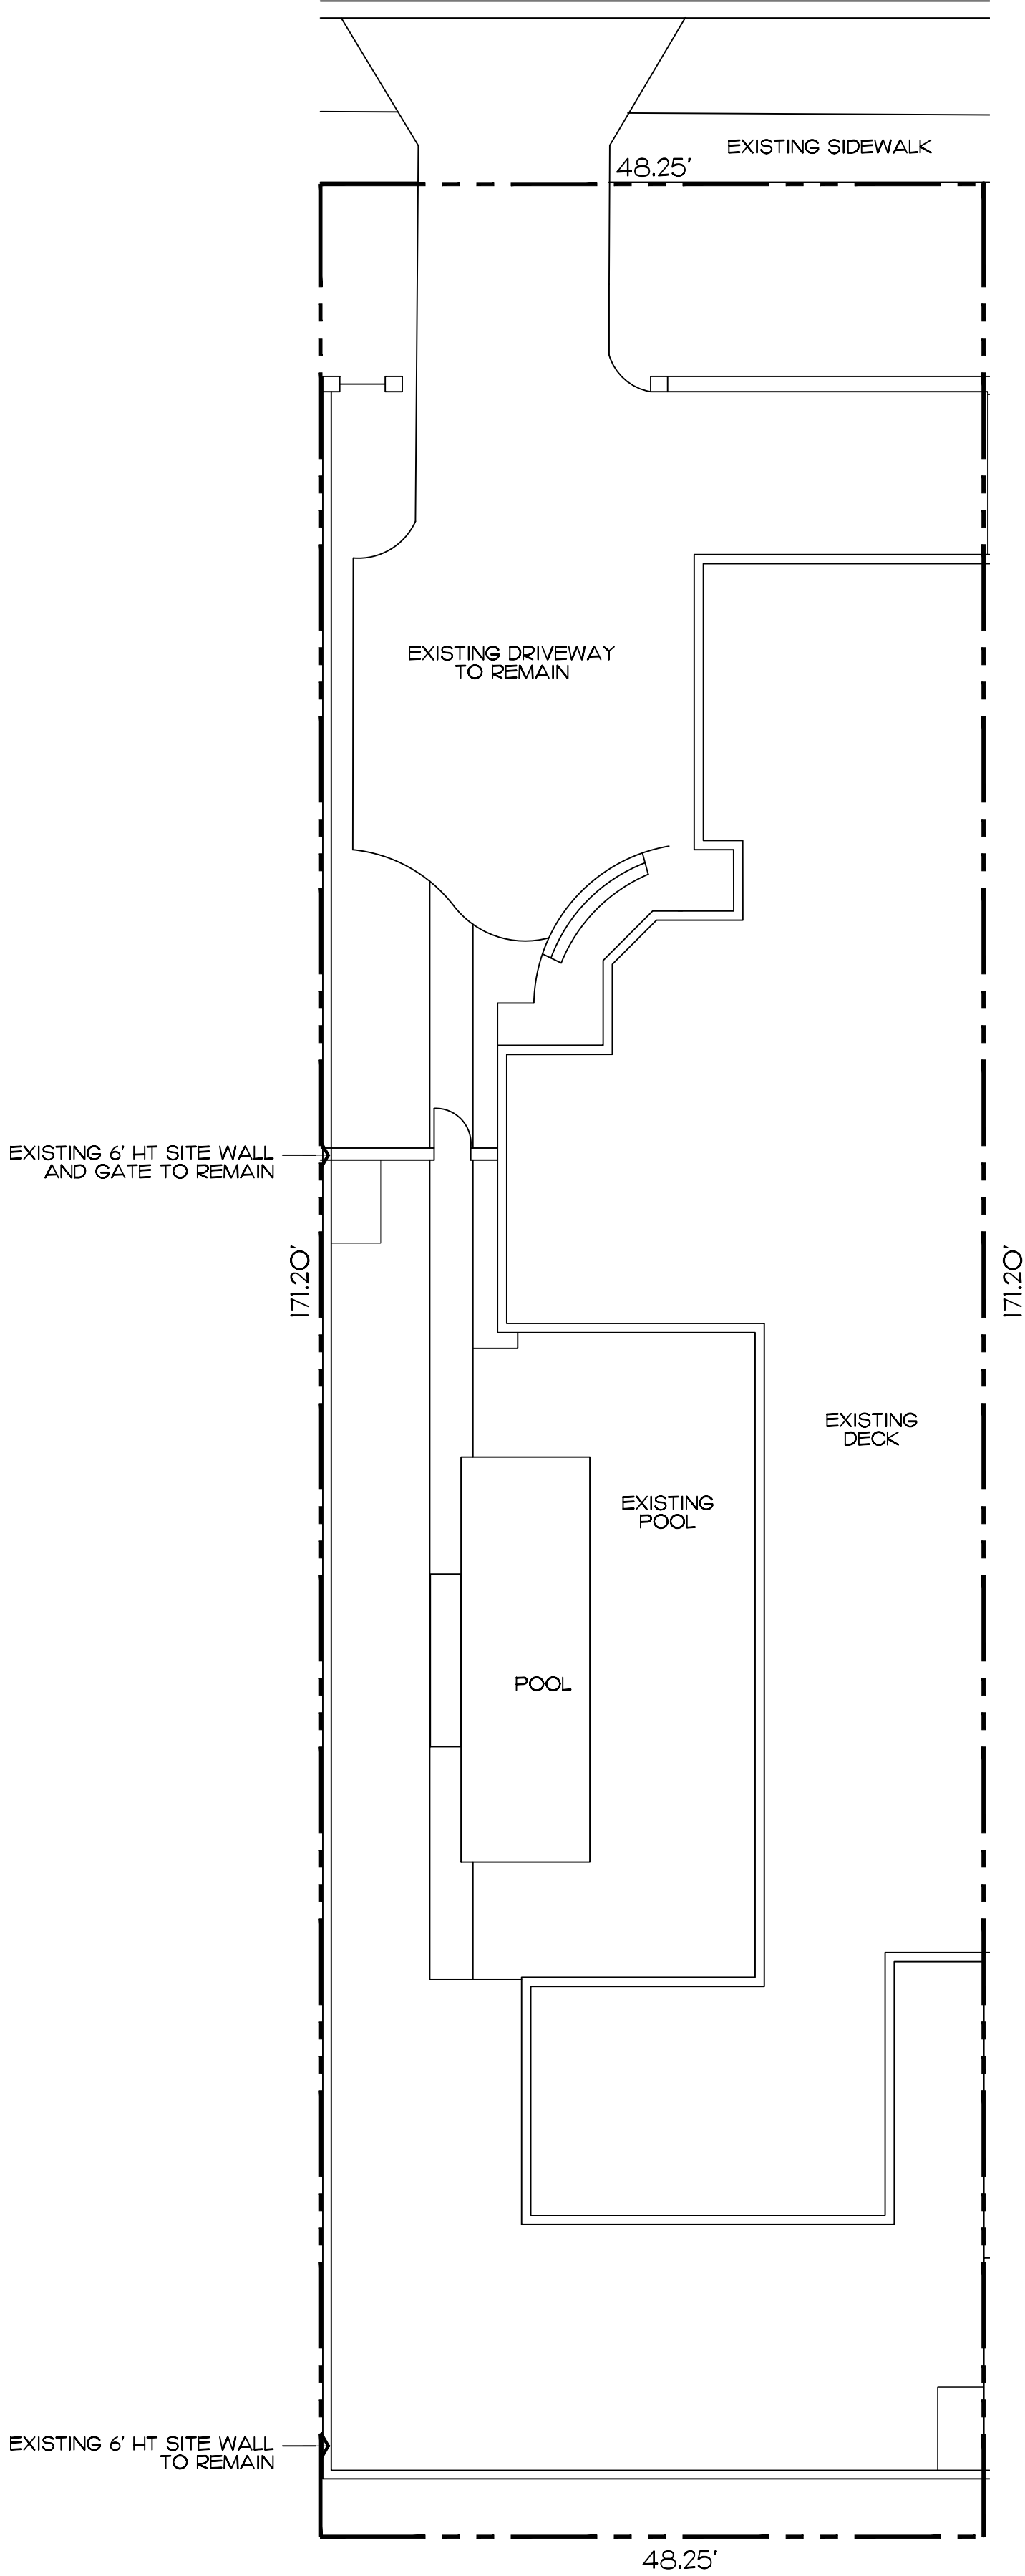 EXISTING SIDEWALK
48.25'
EXISTING DRIVEWAY
TO REMAIN
EXISTING 6' HT SITE WALL
AND GATE TO REMAIN
171.20'
171.20'
EXISTING
DECK
EXISTING
POOL
POOL
EXISTING 6' HT SITE WALL
TO REMAIN
48.25'